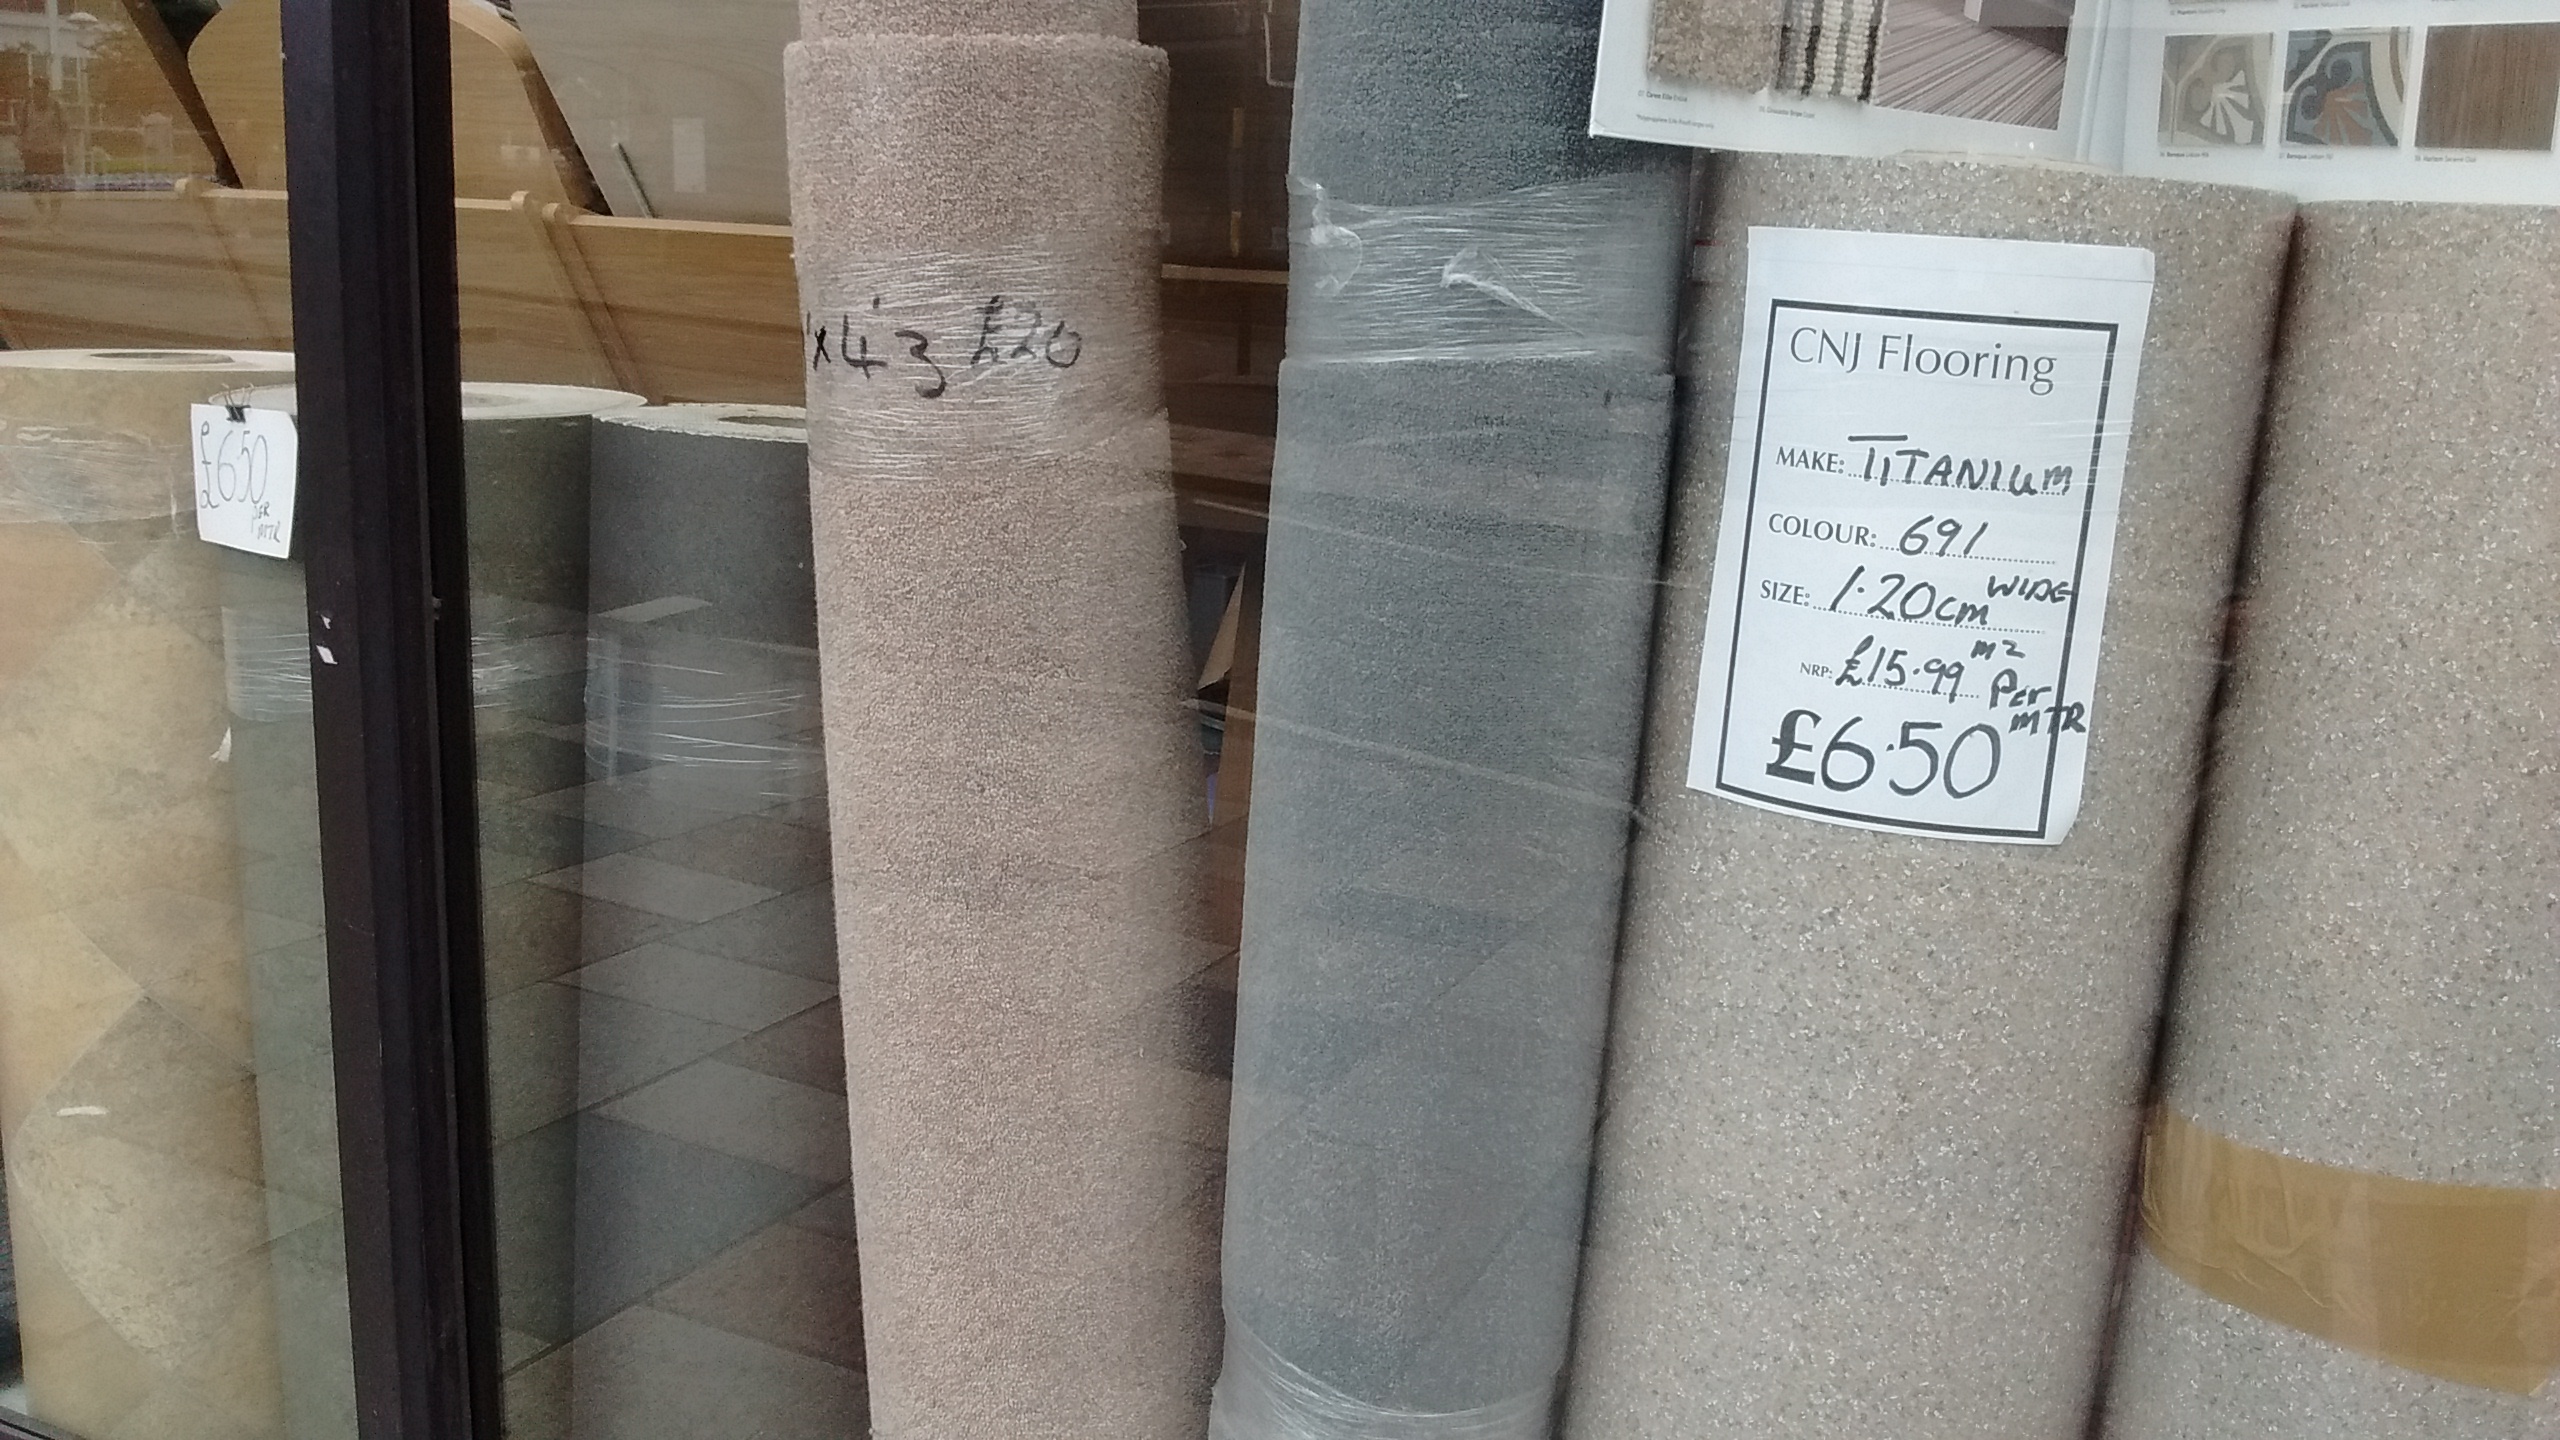 £6.50
PER
MTR
x4'3 £20
CNJ Flooring
MAKE: TITANIUM
COLOUR: 691
SIZE: 1.20cm WIDE
NRP: £15.99 m2
£6.50 Per MTR